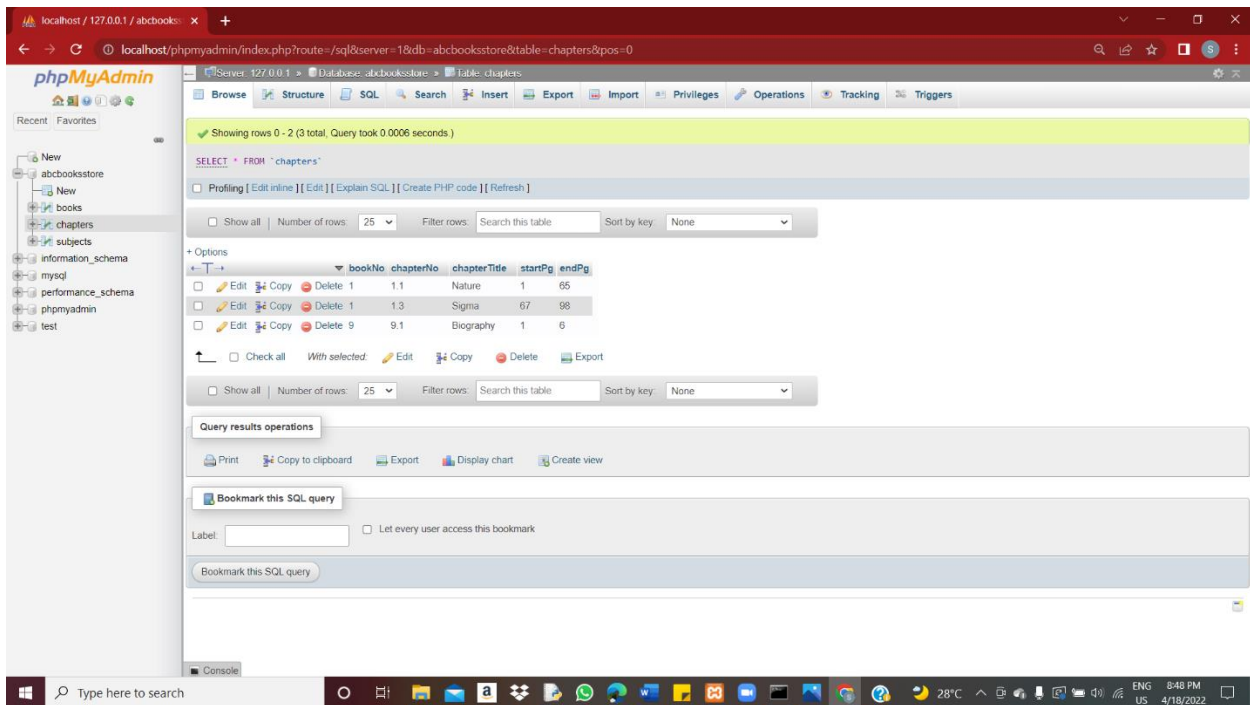 localhost / 127.0.0.1 / abcbookss
localhost/phpmyadmin/index.php?route=/sql&server=1&db=abcbooksstore&table=chapters&pos=0
S
phpMyAdmin
Recent Favorites
New
abcbooksstore
New
books
chapters
subjects
information_schema
mysql
performance_schema
phpmyadmin
test
Server: 127.0.0.1 » Database: abcbooksstore » Table: chapters
Browse Structure SQL Search Insert Export Import Privileges Operations Tracking Triggers
Showing rows 0 - 2 (3 total, Query took 0.0006 seconds.)
SELECT * FROM `chapters`
Profiling [ Edit inline ] [ Edit ] [ Explain SQL ] [ Create PHP code ] [ Refresh ]
Show all | Number of rows: 25 Filter rows: Search this table Sort by key: None
+ Options
←T→ bookNo chapterNo chapterTitle startPg endPg
Edit Copy Delete 1 1.1 Nature 1 65
Edit Copy Delete 1 1.3 Sigma 67 98
Edit Copy Delete 9 9.1 Biography 1 6
Check all With selected: Edit Copy Delete Export
Show all | Number of rows: 25 Filter rows: Search this table Sort by key: None
Query results operations
Print Copy to clipboard Export Display chart Create view
Bookmark this SQL query
Label: Let every user access this bookmark
Bookmark this SQL query
Console
Type here to search
28°C ENG 8:48 PM
US 4/18/2022